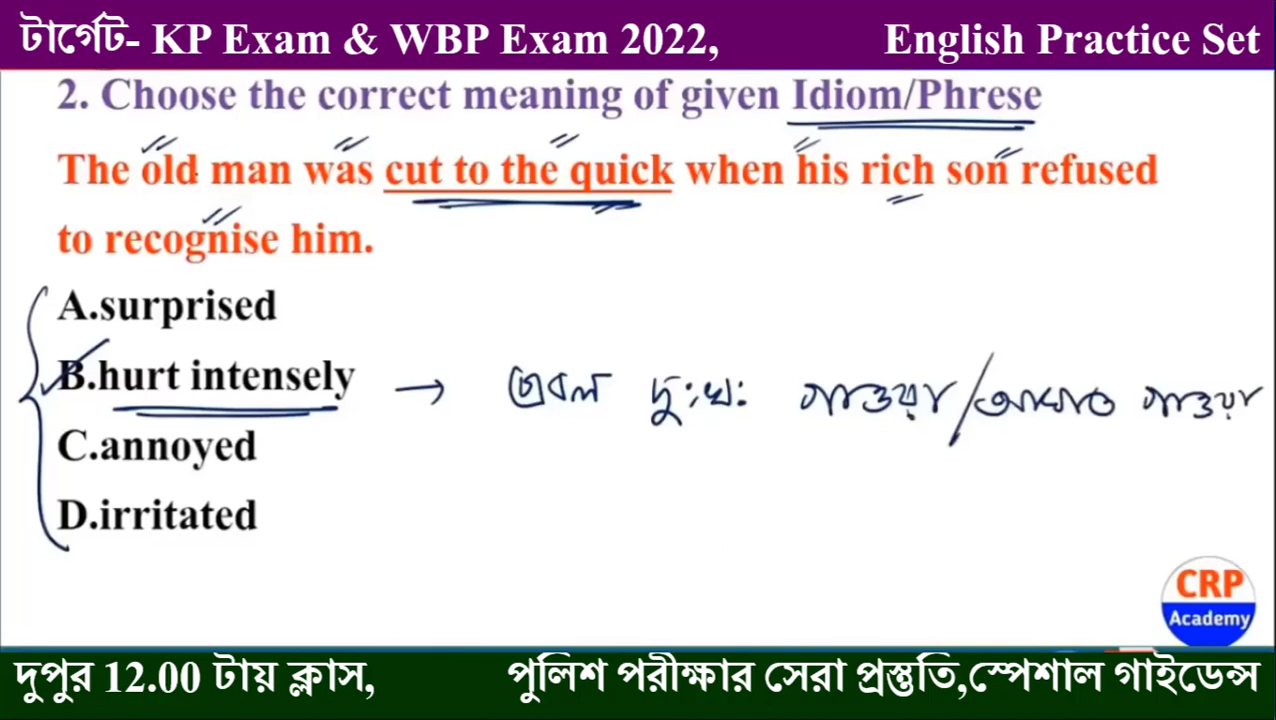 টার্গেট- KP Exam & WBP Exam 2022, English Practice Set
2. Choose the correct meaning of given Idiom/Phrese
The old man was cut to the quick when his rich son refused
to recognise him.
A.surprised
B.hurt intensely → প্রবল দুঃখ: পাওয়া/আঘাত পাওয়া
C.annoyed
D.irritated
CRP
Academy
দুপুর 12.00 টায় ক্লাস, পুলিশ পরীক্ষার সেরা প্রস্তুতি,স্পেশাল গাইডেন্স